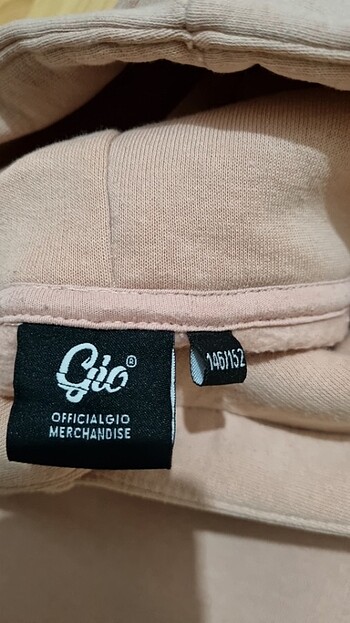 Gio®
OFFICIALGIO
MERCHANDISE
146/152